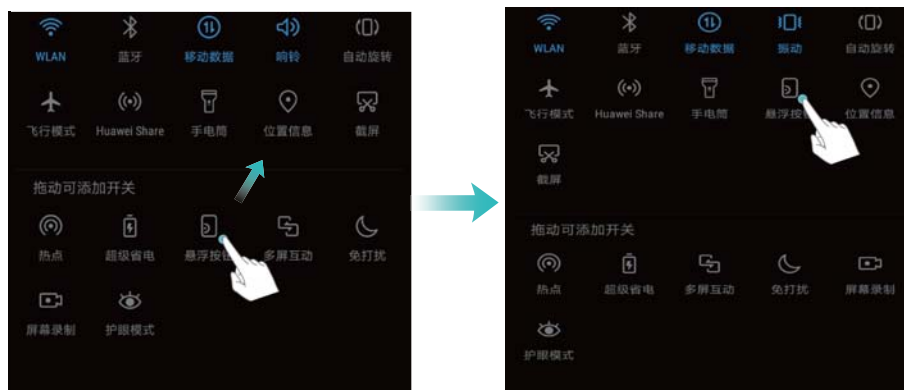 WLAN 蓝牙 移动数据 响铃 自动旋转
飞行模式 Huawei Share 手电筒 位置信息 截屏
拖动可添加开关
热点 超级省电 悬浮按钮 多屏互动 免打扰
屏幕录制 护眼模式
WLAN 蓝牙 移动数据 振动 自动旋转
飞行模式 Huawei Share 手电筒 悬浮按 位置信息
截屏
拖动可添加开关
热点 超级省电 多屏互动 免打扰 屏幕录制
护眼模式